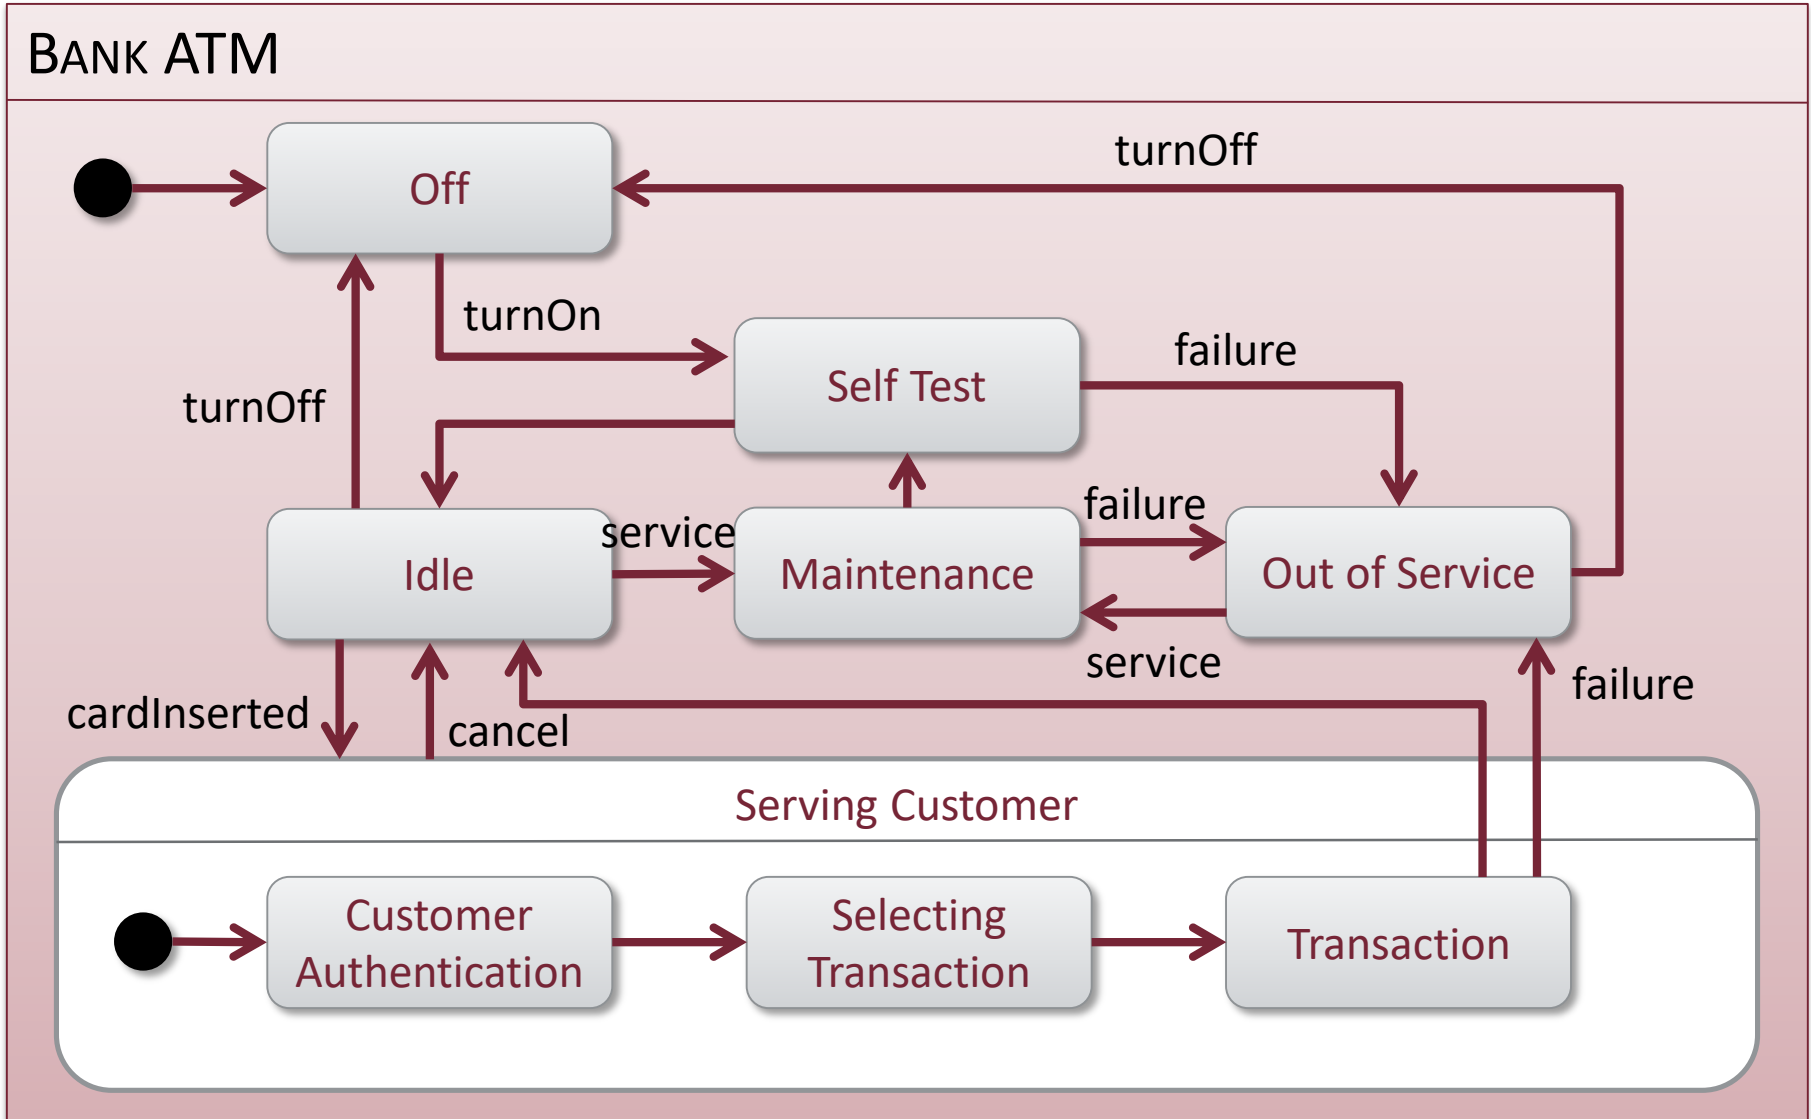 BANK ATM
turnOff
Off
turnOn
failure
Self Test
turnOff
failure
service
Idle
Maintenance
Out of Service
service
failure
cardInserted
cancel
Serving Customer
Customer
Authentication
Selecting
Transaction
Transaction